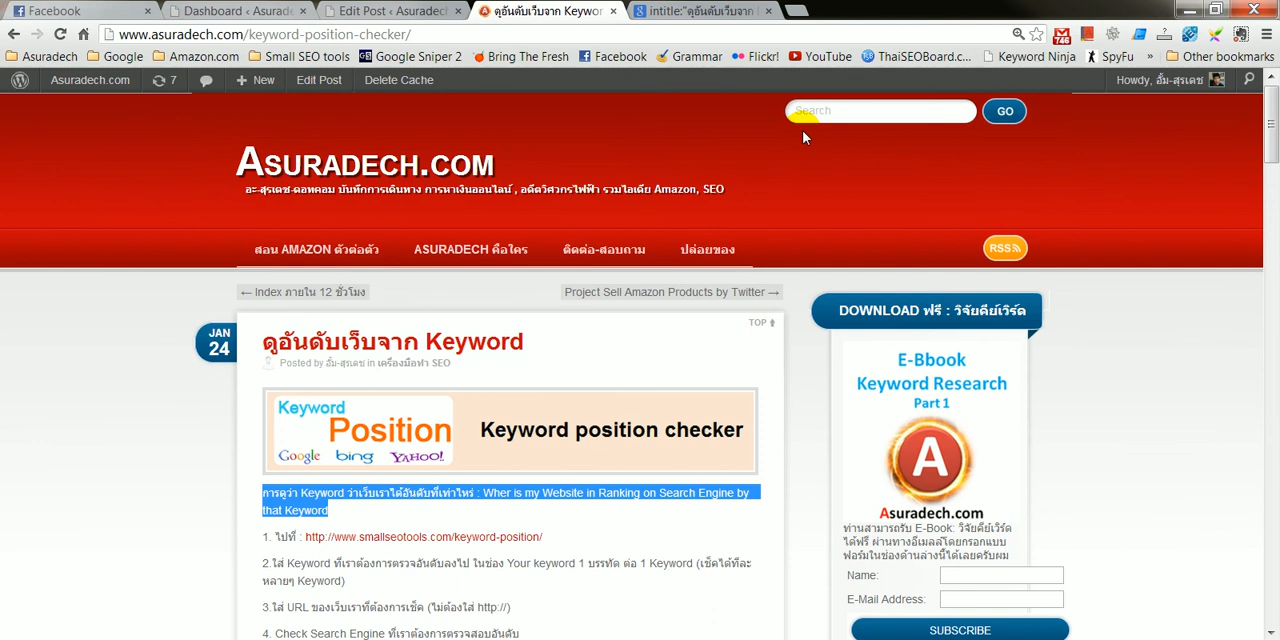 Facebook
Dashboard ‹ Asurade
Edit Post ‹ Asuradech
ดูอันดับเว็บจาก Keywor
intitle:"ดูอันดับเว็บจาก
www.asuradech.com/keyword-position-checker/
Asuradech Google Amazon.com Small SEO tools Google Sniper 2 Bring The Fresh Facebook Grammar Flickr! YouTube ThaiSEOBoard.c... Keyword Ninja SpyFu » Other bookmarks
Asuradech.com 7 + New Edit Post Delete Cache Howdy, อั๋ม-สุรเดช
Search GO
ASURADECH.COM
อะ-สุรเดช-ดอทคอม บันทึกการเดินทาง การหาเงินออนไลน์ , อดีตวิศวกรไฟฟ้า รวมไอเดีย Amazon, SEO
สอน AMAZON ตัวต่อตัว ASURADECH คือใคร ติดต่อ-สอบถาม ปล่อยของ RSS
← Index ภายใน 12 ชั่วโมง Project Sell Amazon Products by Twitter →
TOP
JAN
24
ดูอันดับเว็บจาก Keyword
Posted by อั๋ม-สุรเดช in เครื่องมือทำ SEO
Keyword
Position
Google bing YAHOO!
Keyword position checker
การดูว่า Keyword ว่าเว็บเราได้อันดับที่เท่าไหร่ : Wher is my Website in Ranking on Search Engine by
that Keyword
1. ไปที่ : http://www.smallseotools.com/keyword-position/
2.ใส่ Keyword ที่เราต้องการตรวจอันดับลงไป ในช่อง Your keyword 1 บรรทัด ต่อ 1 Keyword (เช็คได้ทีละ
หลายๆ Keyword)
3.ใส่ URL ของเว็บเราที่ต้องการเช็ค (ไม่ต้องใส่ http://)
4. Check Search Engine ที่เราต้องการตรวจสอบอันดับ
DOWNLOAD ฟรี : วิจัยคีย์เวิร์ด
E-Bbook
Keyword Research
Part 1
A
Asuradech.com
ท่านสามารถรับ E-Book: วิจัยคีย์เวิร์ด
ได้ฟรี ผ่านทางอีเมลล์โดยกรอกแบบ
ฟอร์มในช่องด้านล่างนี้ได้เลยครับผม
Name:
E-Mail Address:
SUBSCRIBE